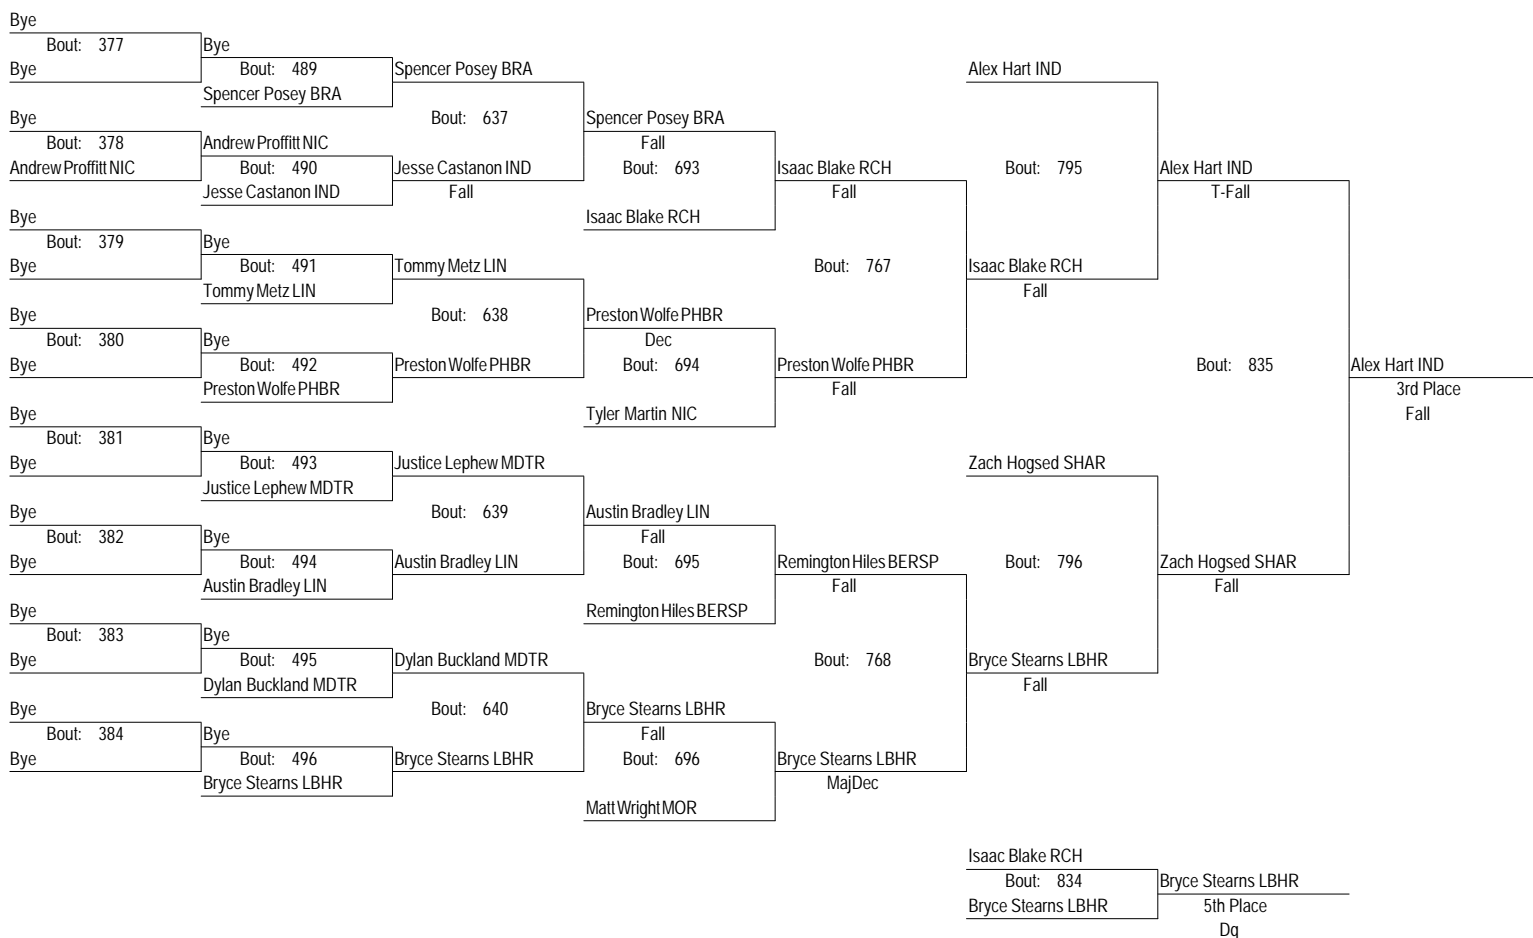 Bye
Bout: 377 Bye
Bye Bout: 489 Spencer Posey BRA Alex Hart IND
Spencer Posey BRA
Bye Bout: 637 Spencer Posey BRA
Bout: 378 Andrew Proffitt NIC Fall
Andrew Proffitt NIC Bout: 490 Jesse Castanon IND Bout: 693 Isaac Blake RCH Bout: 795 Alex Hart IND
Jesse Castanon IND Fall Fall T-Fall
Bye Isaac Blake RCH
Bout: 379 Bye
Bye Bout: 491 Tommy Metz LIN Bout: 767 Isaac Blake RCH
Tommy Metz LIN Fall
Bye Bout: 638 Preston Wolfe PHBR
Bout: 380 Bye Dec
Bye Bout: 492 Preston Wolfe PHBR Bout: 694 Preston Wolfe PHBR Bout: 835 Alex Hart IND
Preston Wolfe PHBR Fall 3rd Place
Bye Tyler Martin NIC Fall
Bout: 381 Bye
Bye Bout: 493 Justice Lephew MDTR Zach Hogsed SHAR
Justice Lephew MDTR
Bye Bout: 639 Austin Bradley LIN
Bout: 382 Bye Fall
Bye Bout: 494 Austin Bradley LIN Bout: 695 Remington Hiles BERSP Bout: 796 Zach Hogsed SHAR
Austin Bradley LIN Fall Fall
Bye Remington Hiles BERSP
Bout: 383 Bye
Bye Bout: 495 Dylan Buckland MDTR Bout: 768 Bryce Stearns LBHR
Dylan Buckland MDTR Fall
Bye Bout: 640 Bryce Stearns LBHR
Bout: 384 Bye Fall
Bye Bout: 496 Bryce Stearns LBHR Bout: 696 Bryce Stearns LBHR
Bryce Stearns LBHR MajDec
Matt Wright MOR
Isaac Blake RCH
Bout: 834 Bryce Stearns LBHR
Bryce Stearns LBHR 5th Place
Dq